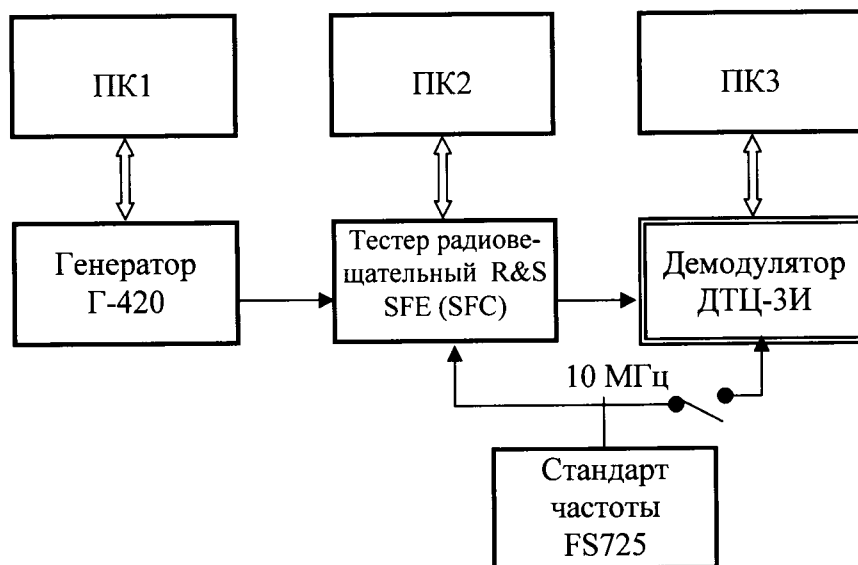 ПК1
ПК2
ПК3
Генератор
Г-420
Тестер радиове-
щательный R&S
SFE (SFC)
Демодулятор
ДТЦ-3И
10 МГц
Стандарт
частоты
FS725